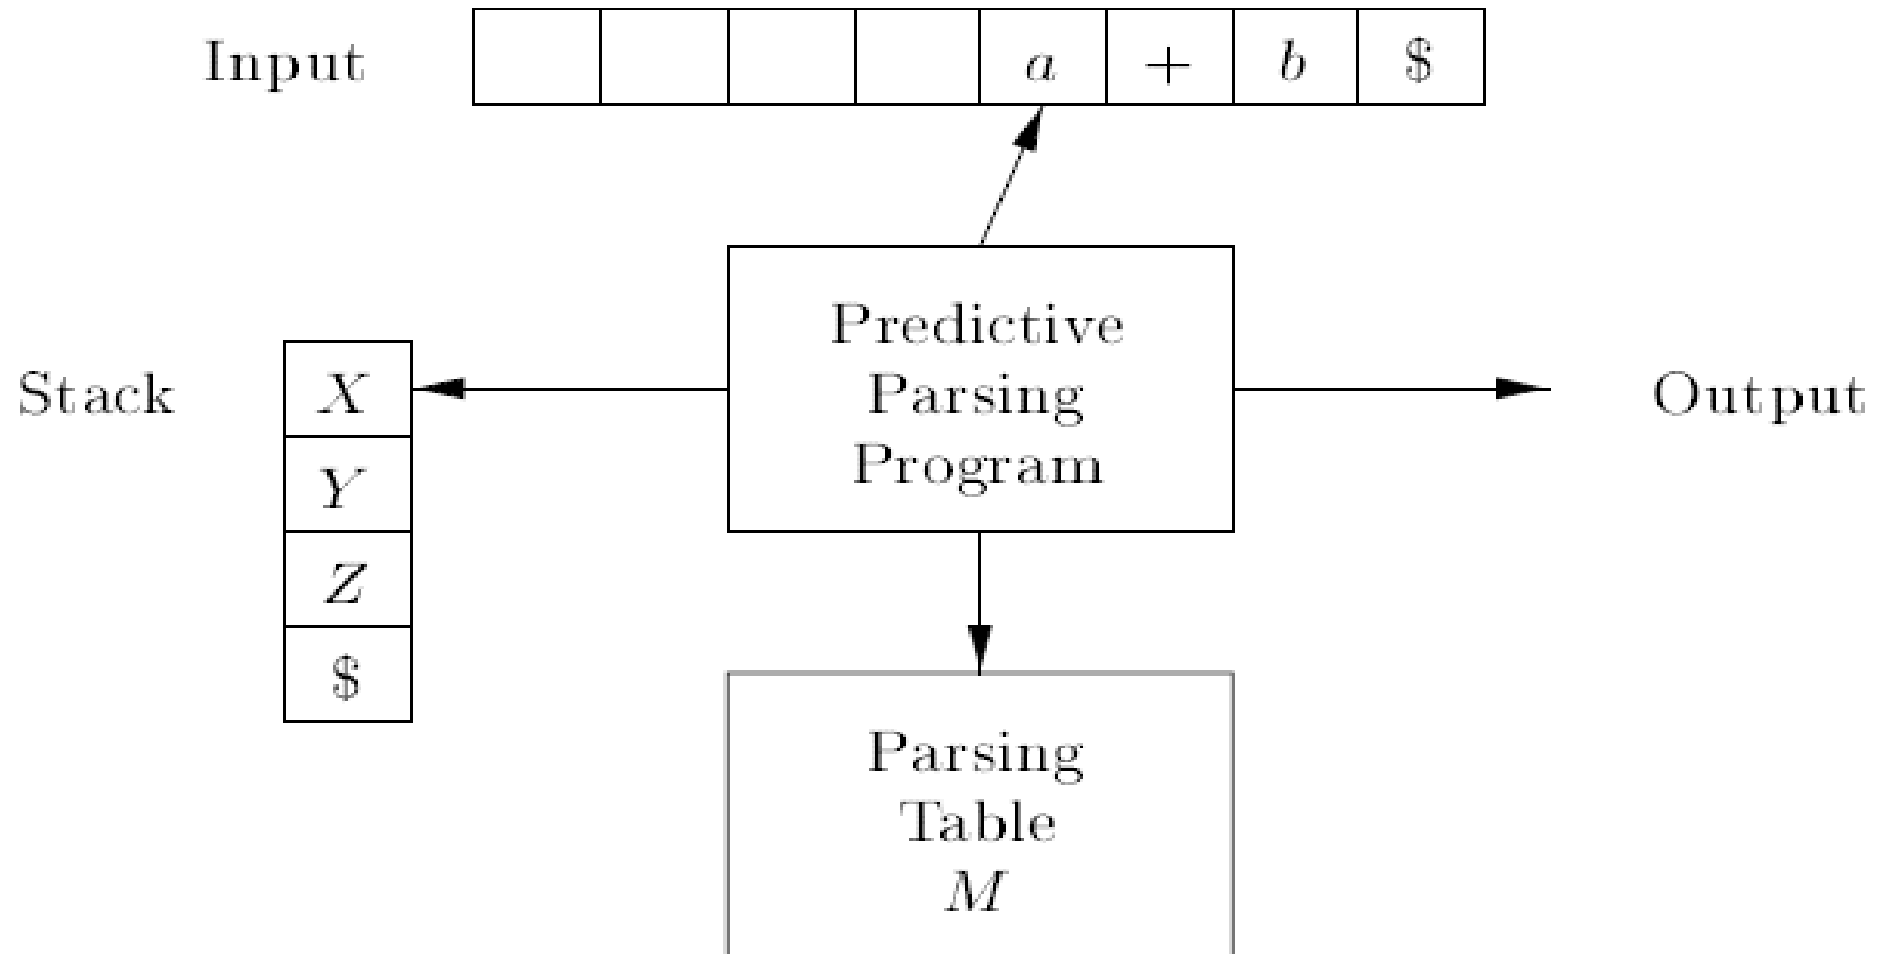 Input a + b $
Predictive
Stack X Parsing Output
Program
Y
Z
$
Parsing
Table
M